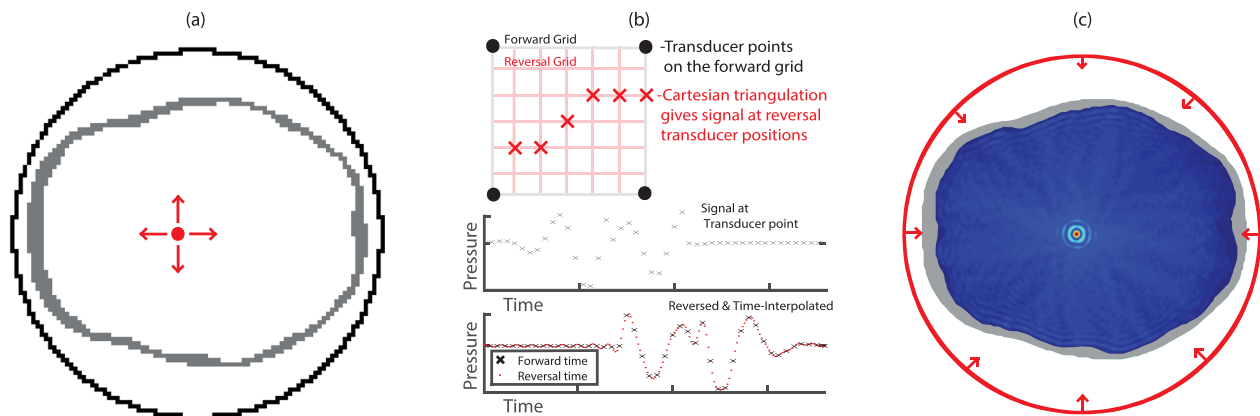 (a)
(b)
Forward Grid
Reversal Grid
-Transducer points
on the forward grid
-Cartesian triangulation
gives signal at reversal
transducer positions
Signal at
Transducer point
Pressure
Time
Reversed & Time-Interpolated
Forward time
Reversal time
Pressure
Time
(c)